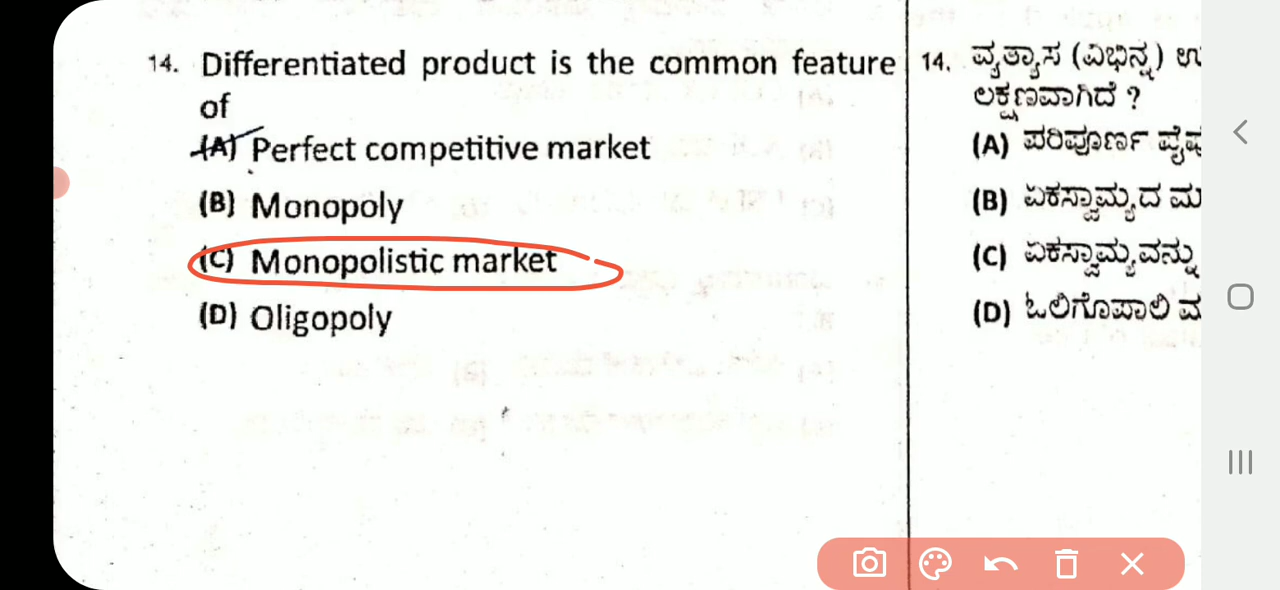 14. Differentiated product is the common feature
of
(A) Perfect competitive market
(B) Monopoly
(C) Monopolistic market
(D) Oligopoly
14. ವ್ಯತ್ಯಾಸ (ವಿಭಿನ್ನ)
ಲಕ್ಷಣವಾಗಿದೆ ?
(A) ಪರಿಪೂರ್ಣ
(B) ಏಕಸ್ವಾಮ್ಯದ
(C) ಏಕಸ್ವಾಮ್ಯವನ್ನು
(D) ಓಲಿಗೊಪಾಲಿ